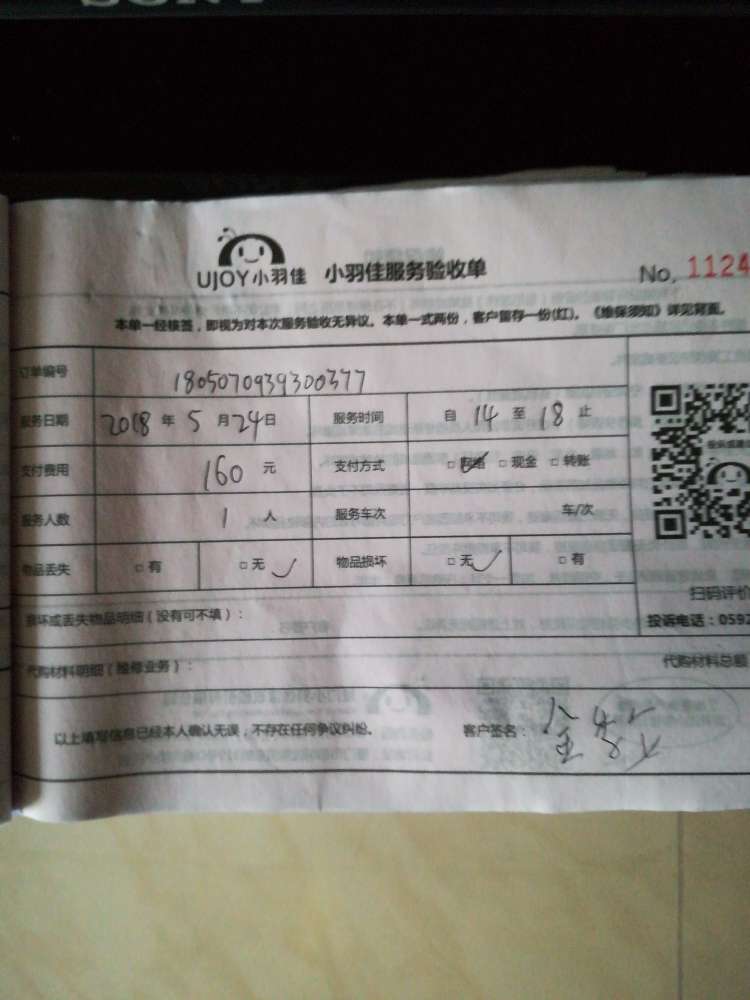 SONY
UJOY小羽佳 小羽佳服务验收单 No. 1124
本单一经核签，即视为对本次服务验收无异议。本单一式两份，客户留存一份(红)。《维保须知》详见背面。
订单编号 1805070939300377
服务日期 2018 年 5 月 24 日 服务时间 自 14 至 18 止
支付费用 160 元 支付方式 □ 网络 □ 现金 □ 转账
服务人数 1 人 服务车次 车/次
物品丢失 □ 有 □ 无 ✓ 物品损坏 □ 无 ✓ □ 有
扫码评价
损坏或丢失物品明细（没有可不填）： 投诉电话：0592
代购材料明细（维修业务）： 代购材料总额
以上填写信息已经本人确认无误，不存在任何争议纠纷。 客户签名：